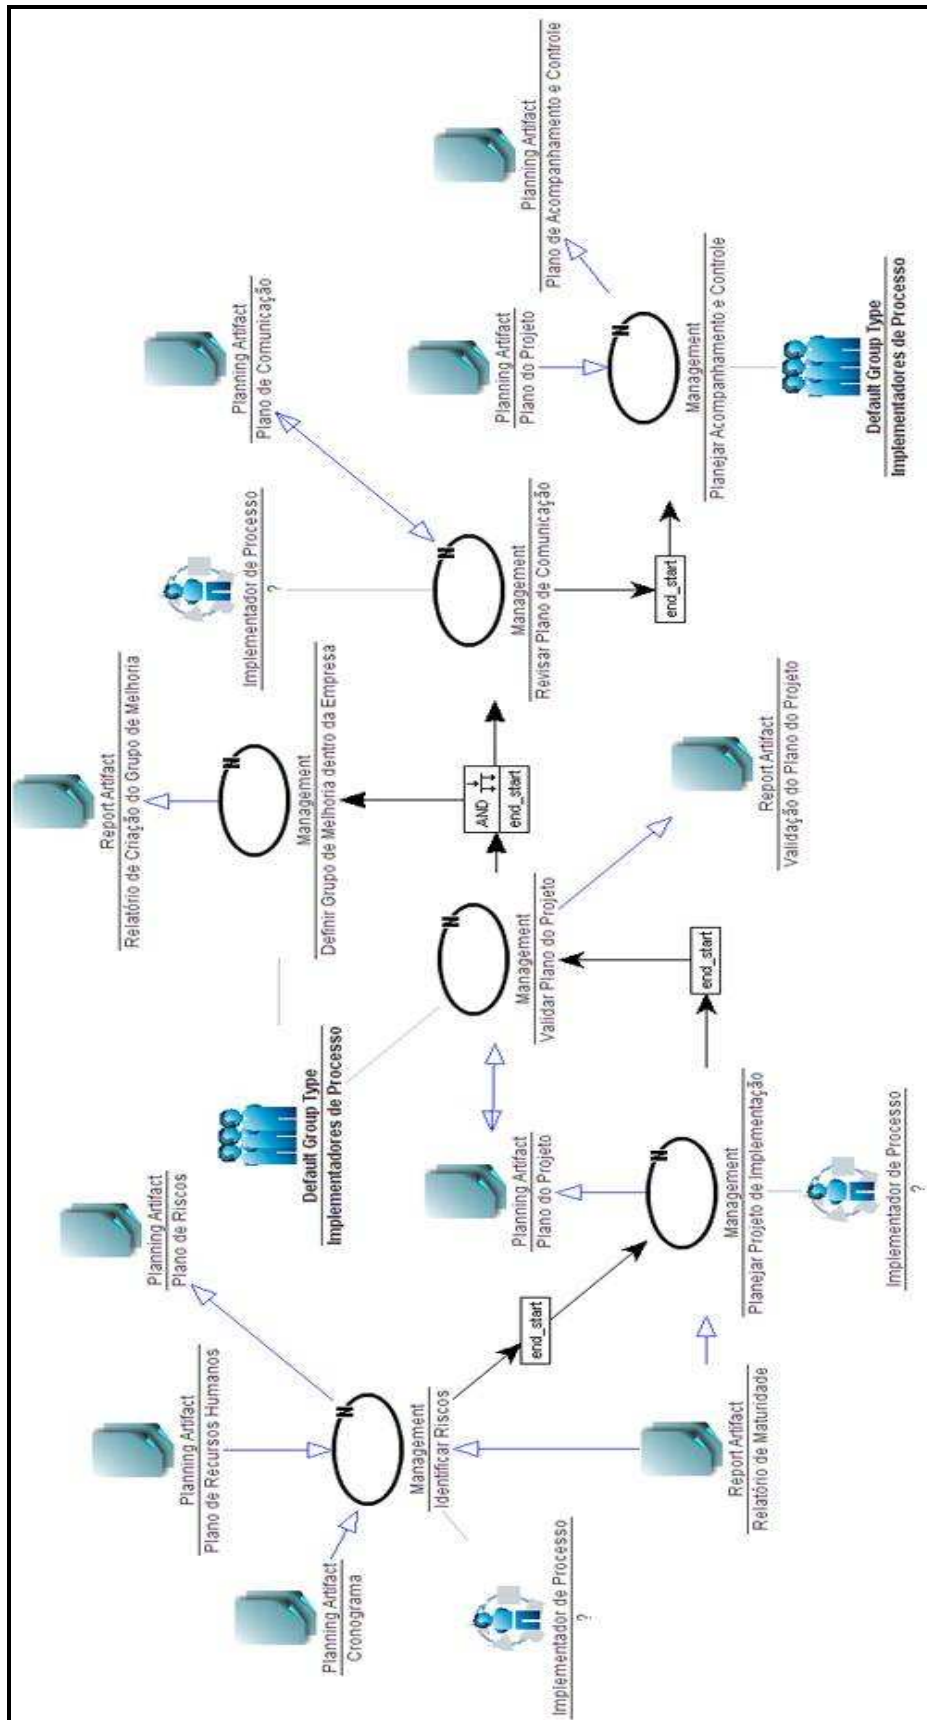 Report Artifact
Relatório de Criação do Grupo de Melhoria
Planning Artifact
Plano de Riscos
Planning Artifact
Plano de Comunicação
Planning Artifact
Plano de Recursos Humanos
Implementador de Processo
?
N
Management
Definir Grupo de Melhoria dentro da Empresa
Default Group Type
Implementadores de Processo
Planning Artifact
Cronograma
N
Management
Identificar Riscos
N
Management
Revisar Plano de Comunicação
AND
end_start
N
Management
Validar Plano do Projeto
Planning Artifact
Plano do Projeto
Planning Artifact
Plano do Projeto
Planning Artifact
Plano de Acompanhamento e Controle
end_start
Implementador de Processo
?
N
Management
Planejar Acompanhamento e Controle
end_start
end_start
N
Management
Planejar Projeto de Implementação
Report Artifact
Relatório de Maturidade
Report Artifact
Validação do Plano do Projeto
Default Group Type
Implementadores de Processo
Implementador de Processo
?